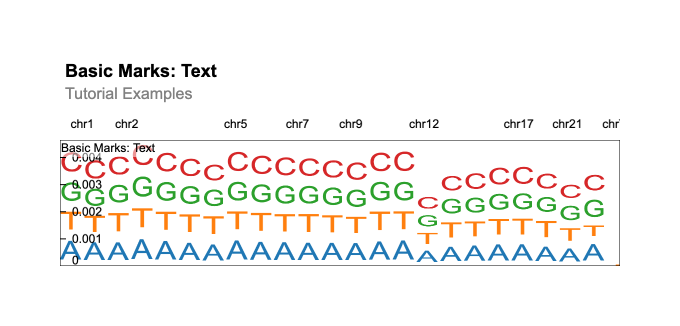 Basic Marks: Text
Tutorial Examples
chr1 chr2 chr5 chr7 chr9 chr12 chr17 chr21 chr
Basic Marks: Text
0.004
C C C C C C C C C C C C C C C C C C C C C C C
0.003
G G G G G G G G G G G G G G G G G G G G G G G
0.002
T T T T T T T T T T T T T T T T T T T T T T T
0.001
A A A A A A A A A A A A A A A A A A A A A A A
0